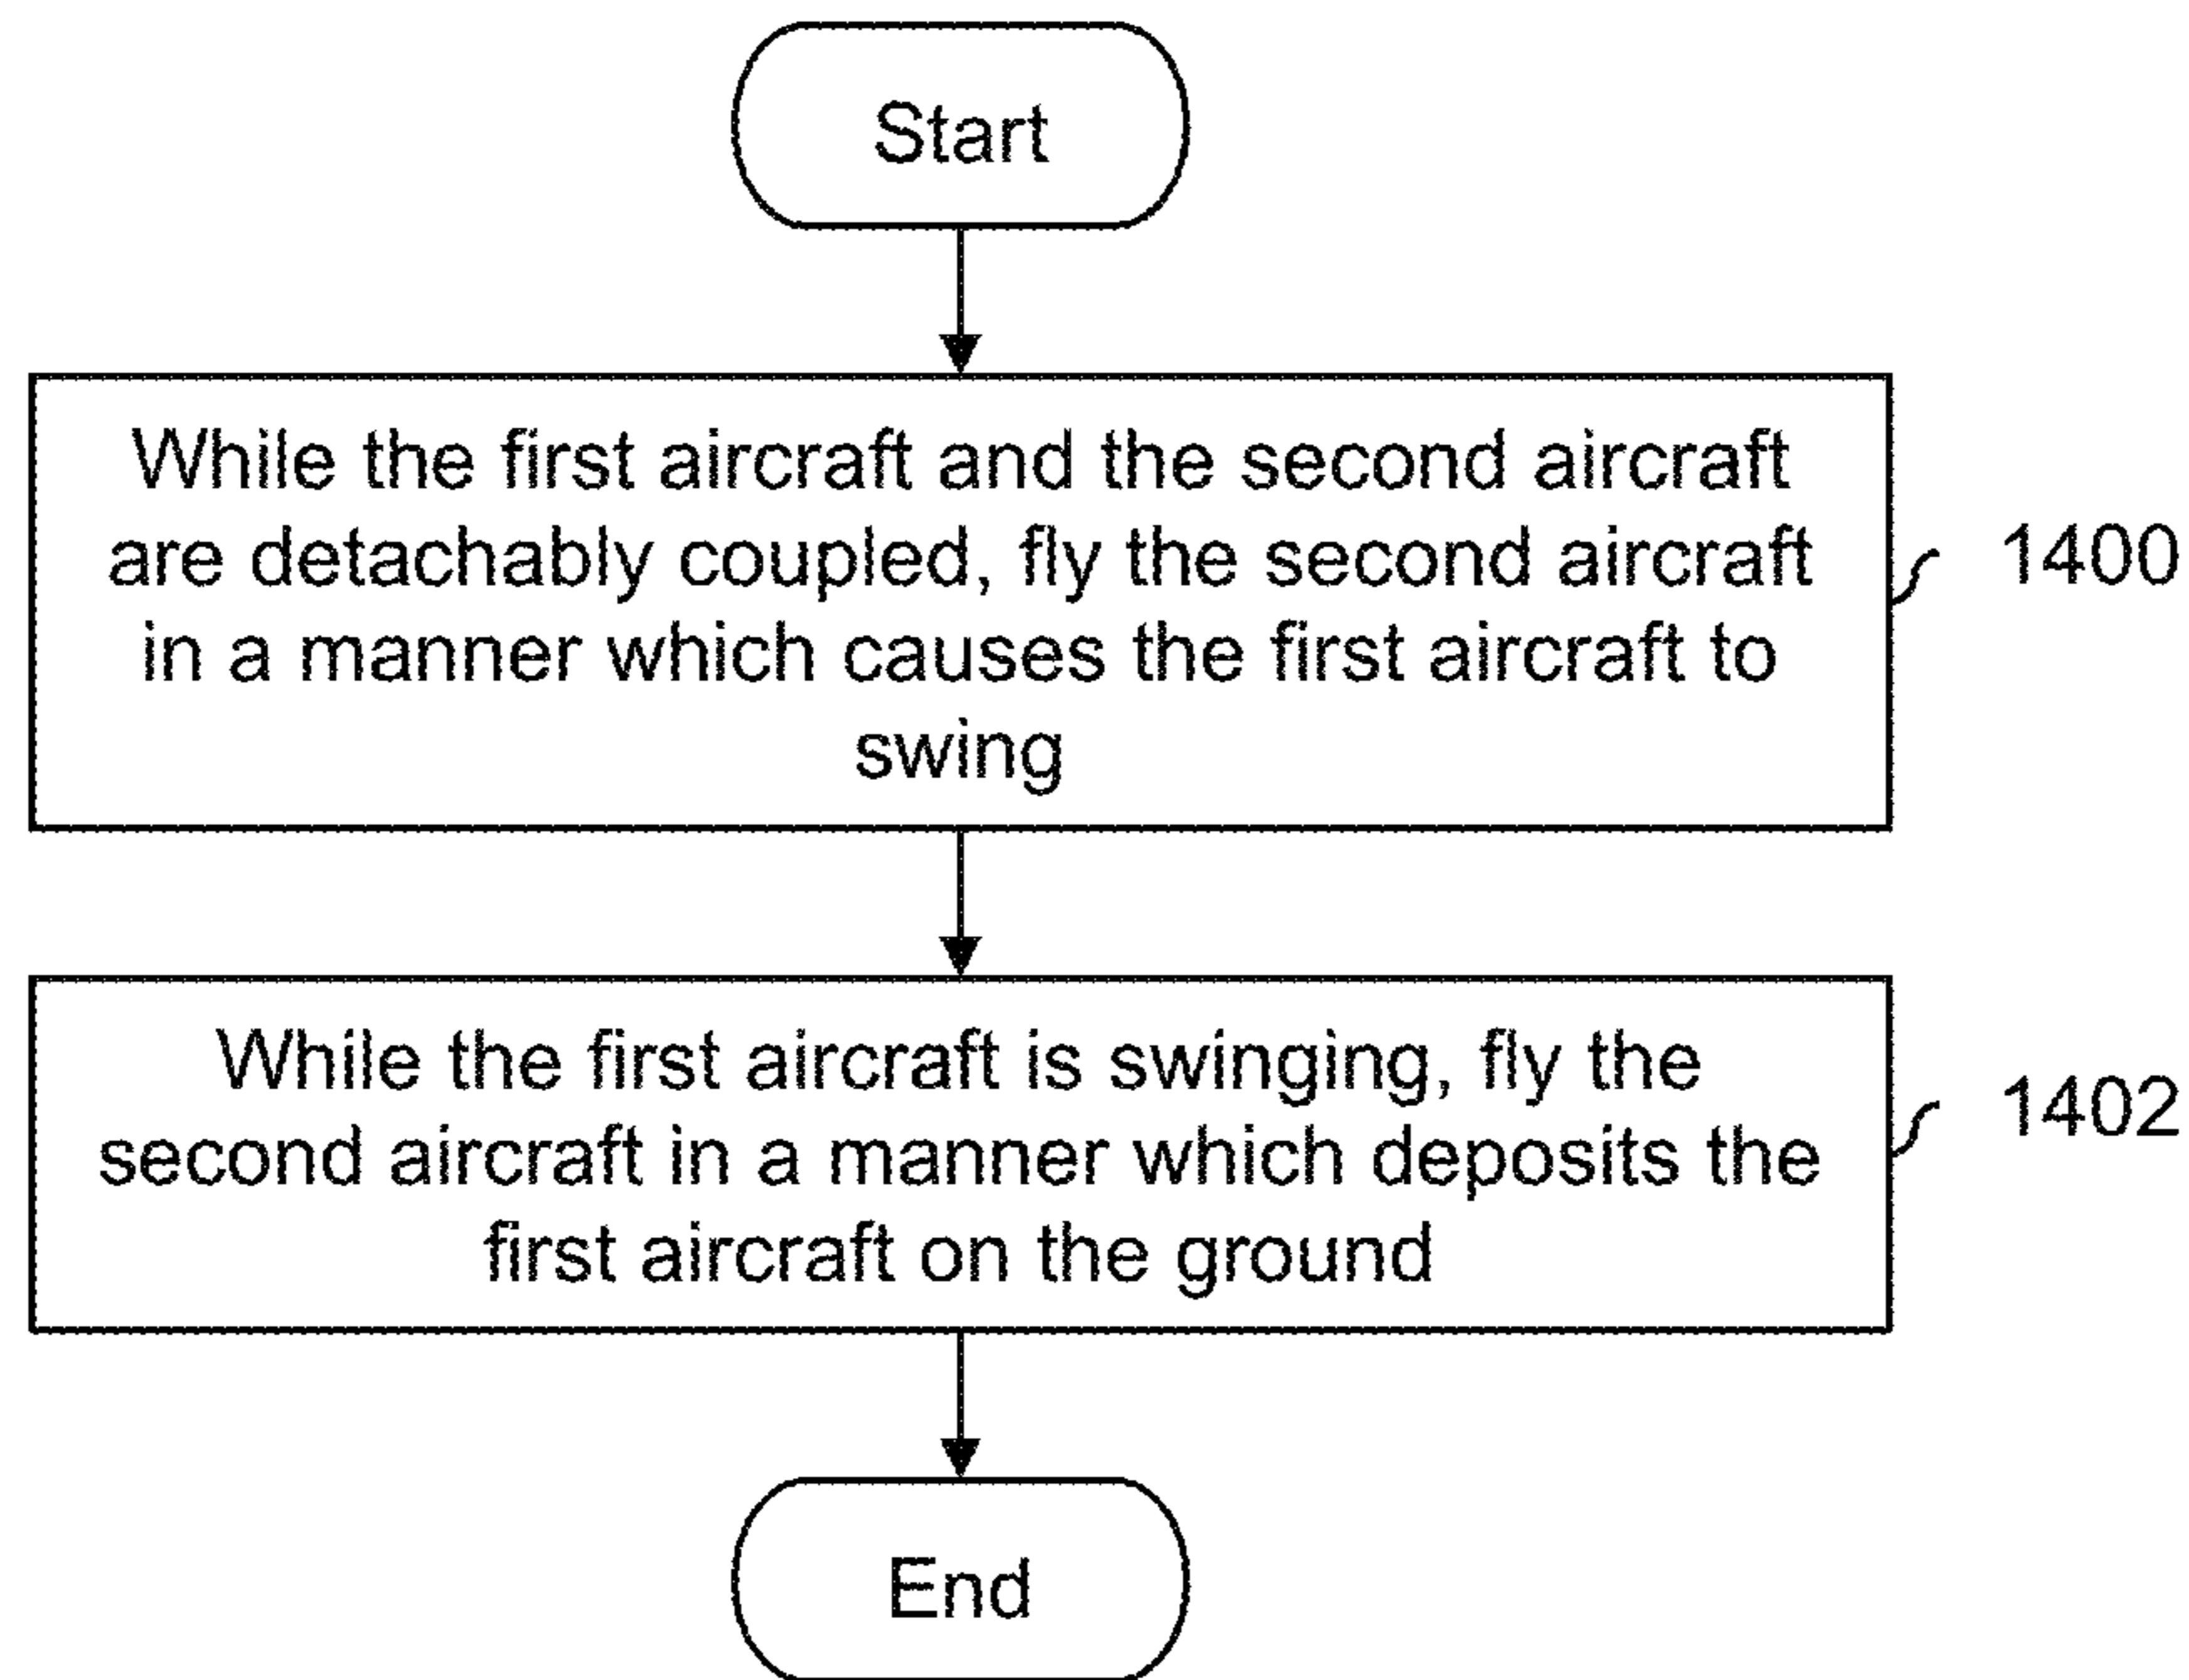 Start
While the first aircraft and the second aircraft
are detachably coupled, fly the second aircraft
in a manner which causes the first aircraft to
swing
1400
While the first aircraft is swinging, fly the
second aircraft in a manner which deposits the
first aircraft on the ground
1402
End